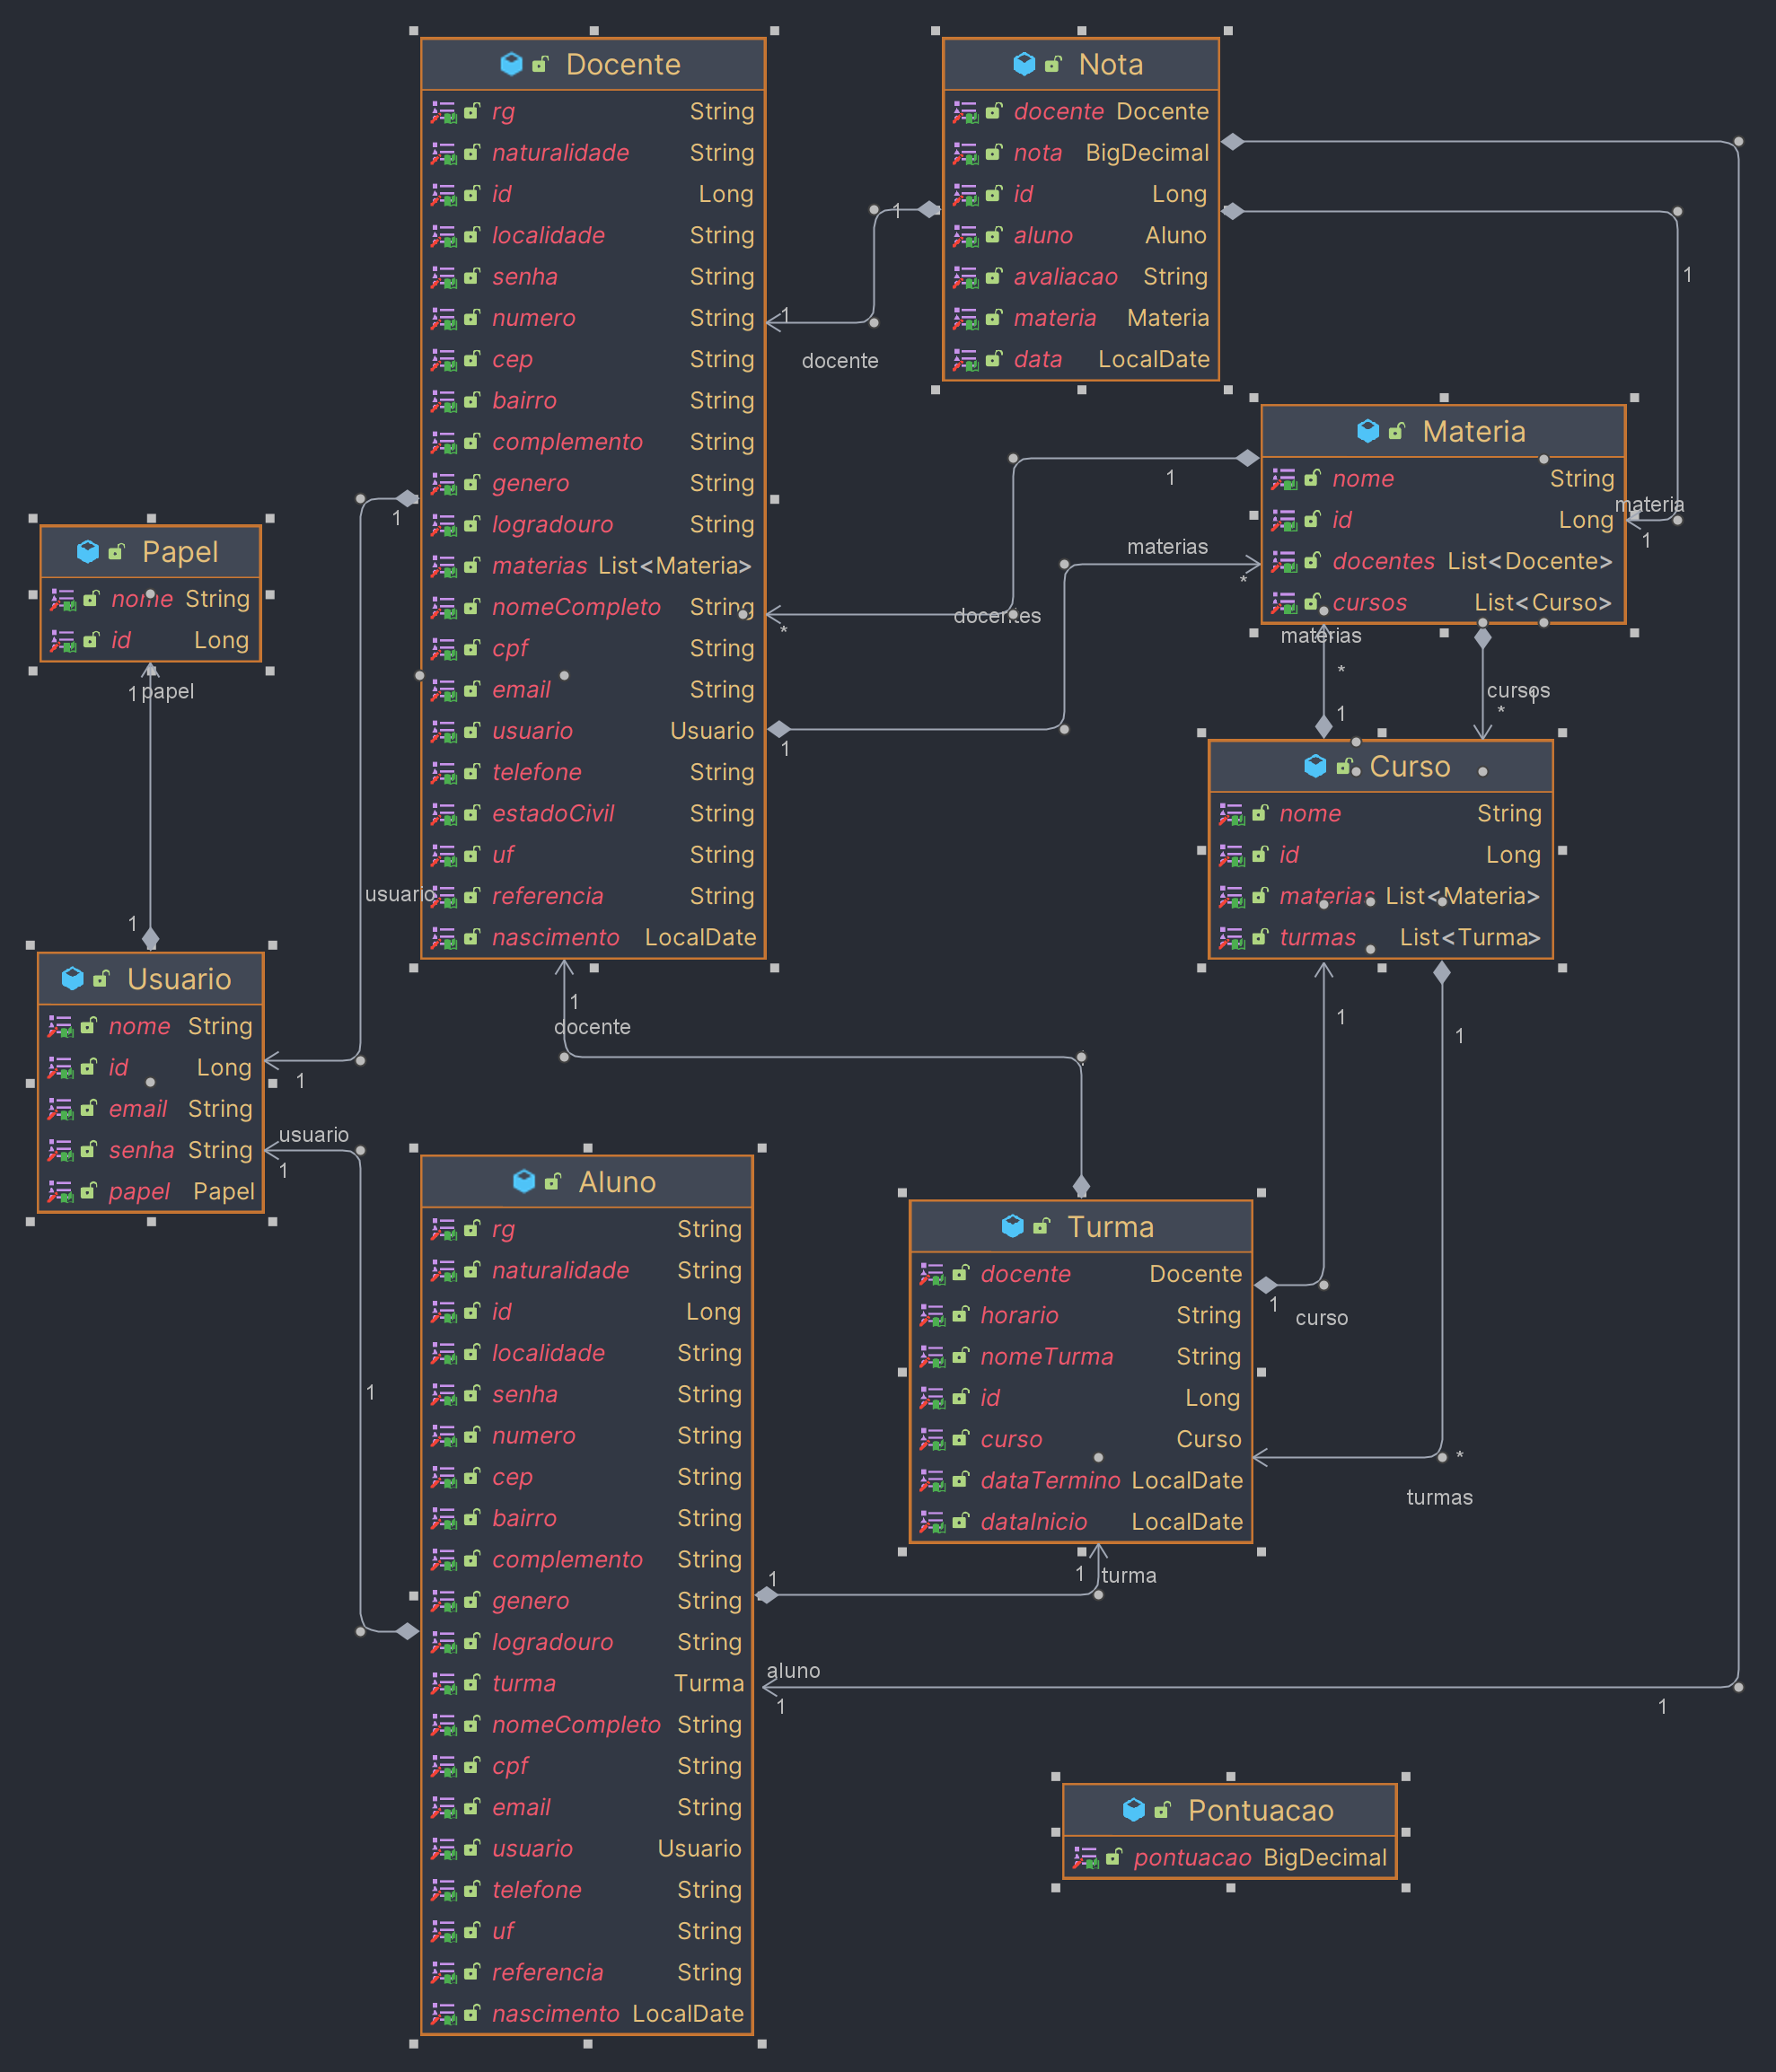 Docente
rg String
naturalidade String
id Long
localidade String
senha String
numero String
cep String
bairro String
complemento String
genero String
logradouro String
materias List<Materia>
nomeCompleto String
cpf String
email String
usuario Usuario
telefone String
estadoCivil String
uf String
referencia String
nascimento LocalDate
Nota
docente Docente
nota BigDecimal
id Long
aluno Aluno
avaliacao String
materia Materia
data LocalDate
1
1
docente
1
materia
1
Materia
nome String
id Long
docentes List<Docente>
cursos List<Curso>
1
materias
*
docentes
*
1
materias
*
1
cursos
1
*
Papel
nome String
id Long
1
papel
1
1
usuario
1
Curso
nome String
id Long
materias List<Materia>
turmas List<Turma>
Usuario
nome String
id Long
email String
senha String
papel Papel
usuario
1
1
1
docente
1
1
Aluno
rg String
naturalidade String
id Long
localidade String
senha String
numero String
cep String
bairro String
complemento String
genero String
logradouro String
turma Turma
nomeCompleto String
cpf String
email String
usuario Usuario
telefone String
uf String
referencia String
nascimento LocalDate
Turma
docente Docente
horario String
nomeTurma String
id Long
curso Curso
dataTermino LocalDate
dataInicio LocalDate
1
curso
*
turmas
1
1
turma
aluno
1
1
Pontuacao
pontuacao BigDecimal